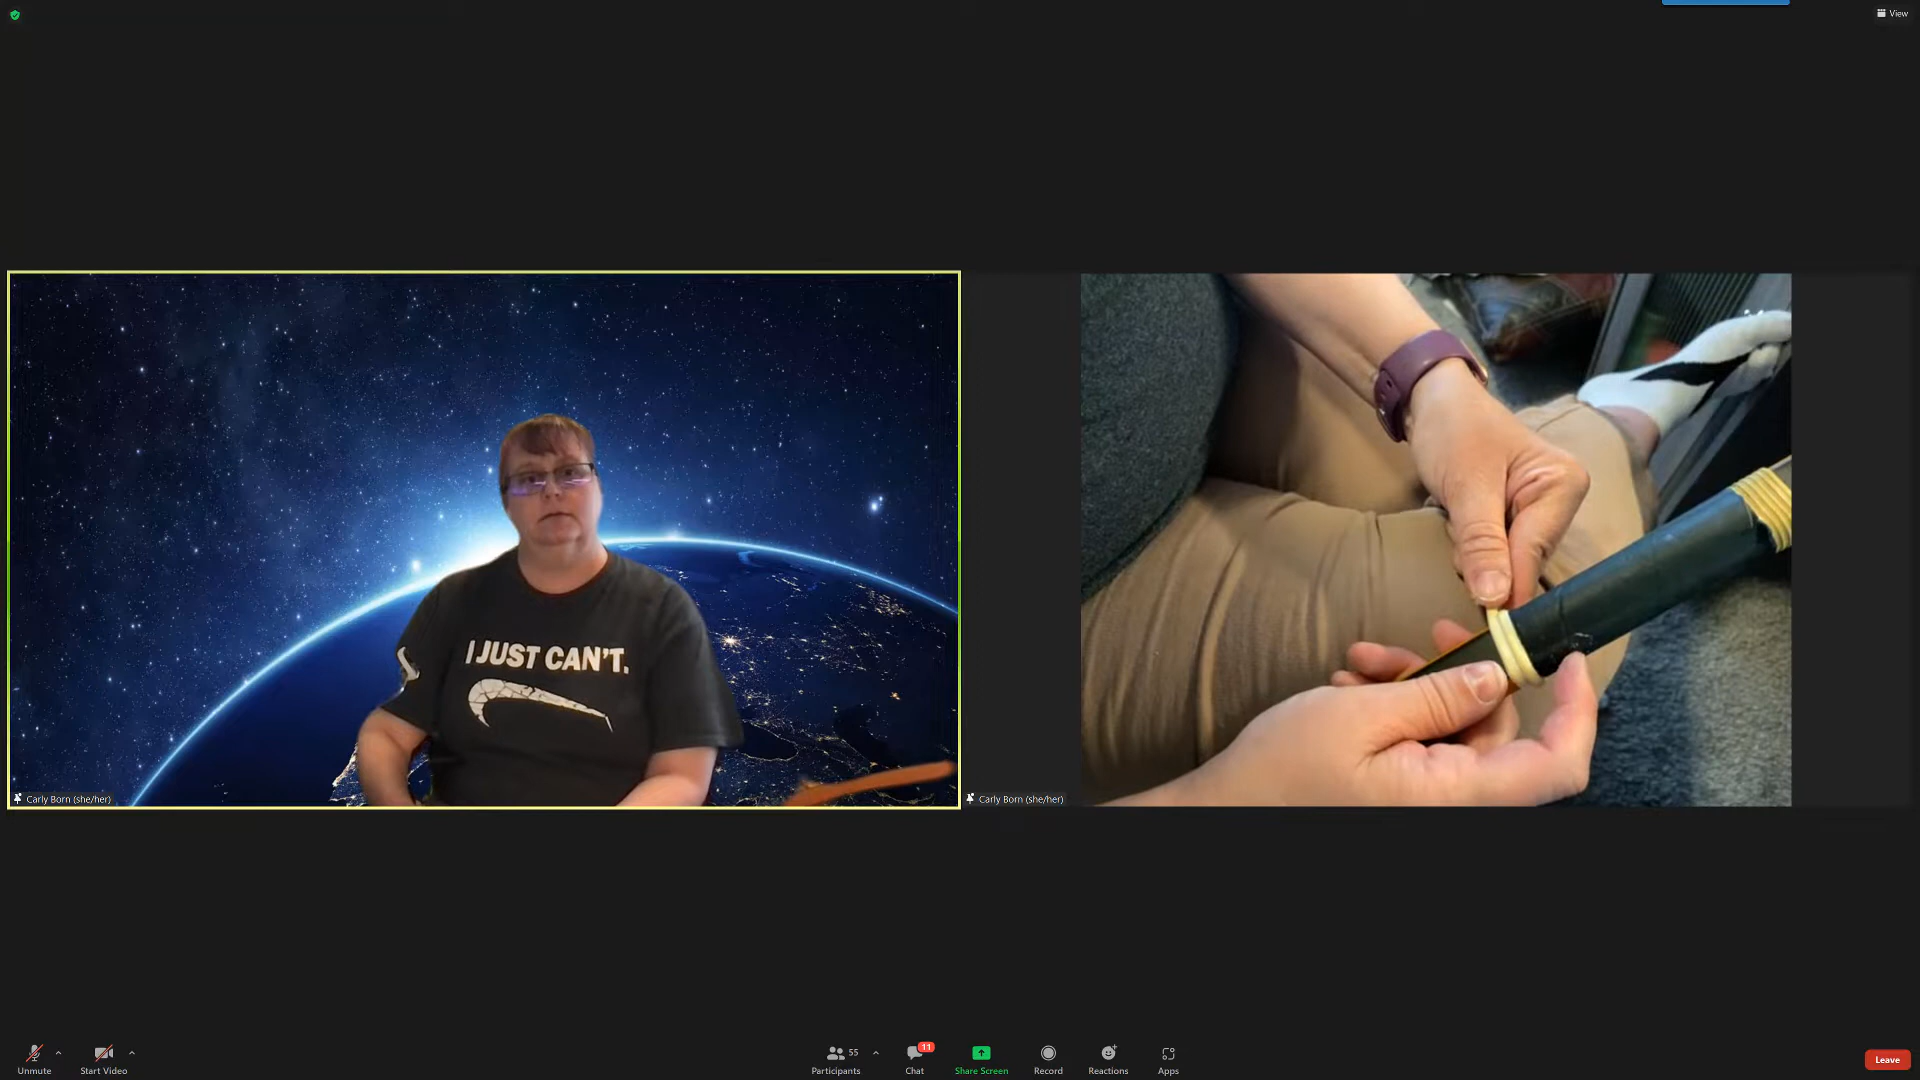 View
I JUST CAN'T.
Carly Born (she/her)
Carly Born (she/her)
Unmute
Start Video
55
Participants
11
Chat
Share Screen
Record
Reactions
Apps
Leave